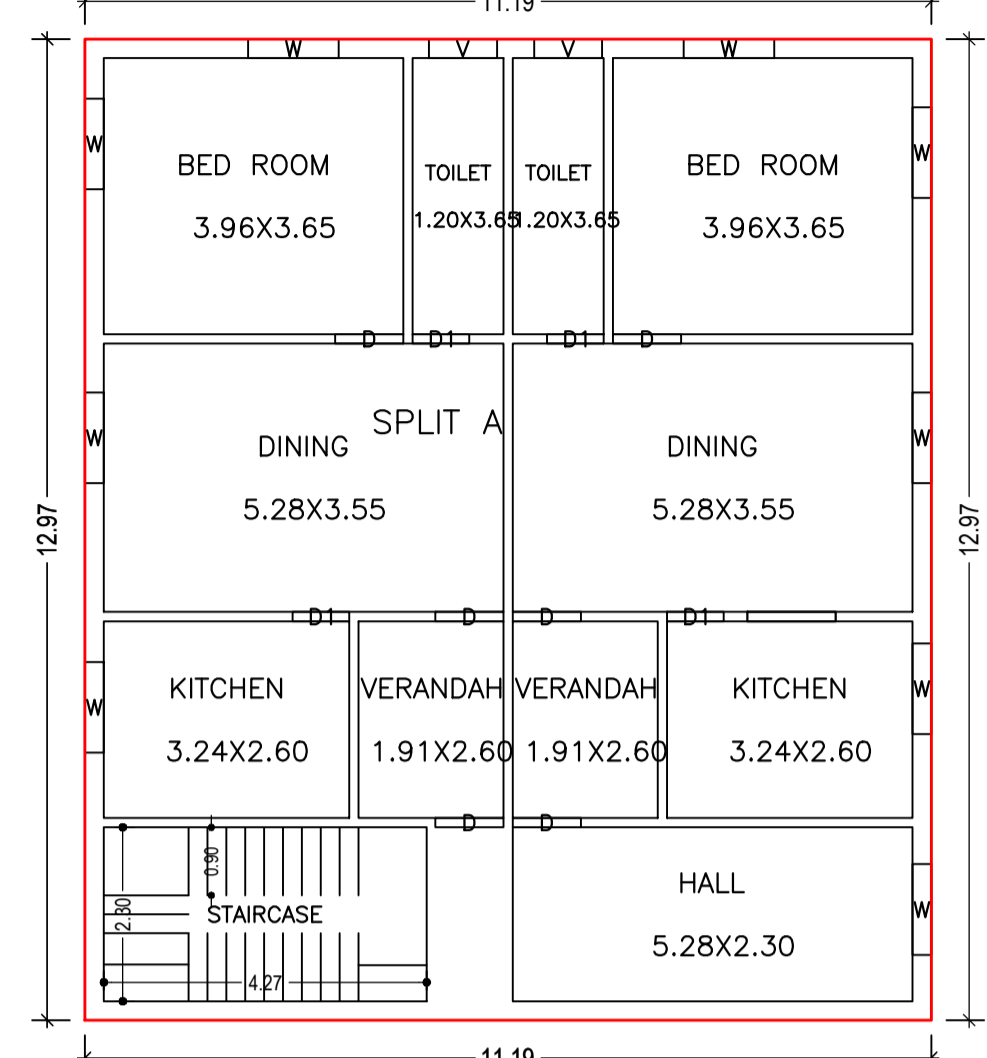 11.19
W V V W
W W
BED ROOM TOILET TOILET BED ROOM
3.96X3.65 1.20X3.65 1.20X3.65 3.96X3.65
D D1 D1 D
SPLIT A
W DINING DINING W
5.28X3.55 5.28X3.55
12.97 12.97
D1 D D D1
KITCHEN VERANDAH VERANDAH KITCHEN W
W
3.24X2.60 1.91X2.60 1.91X2.60 3.24X2.60
D D
0.90
HALL
2.30 STAIRCASE W
5.28X2.30
4.27
11.19